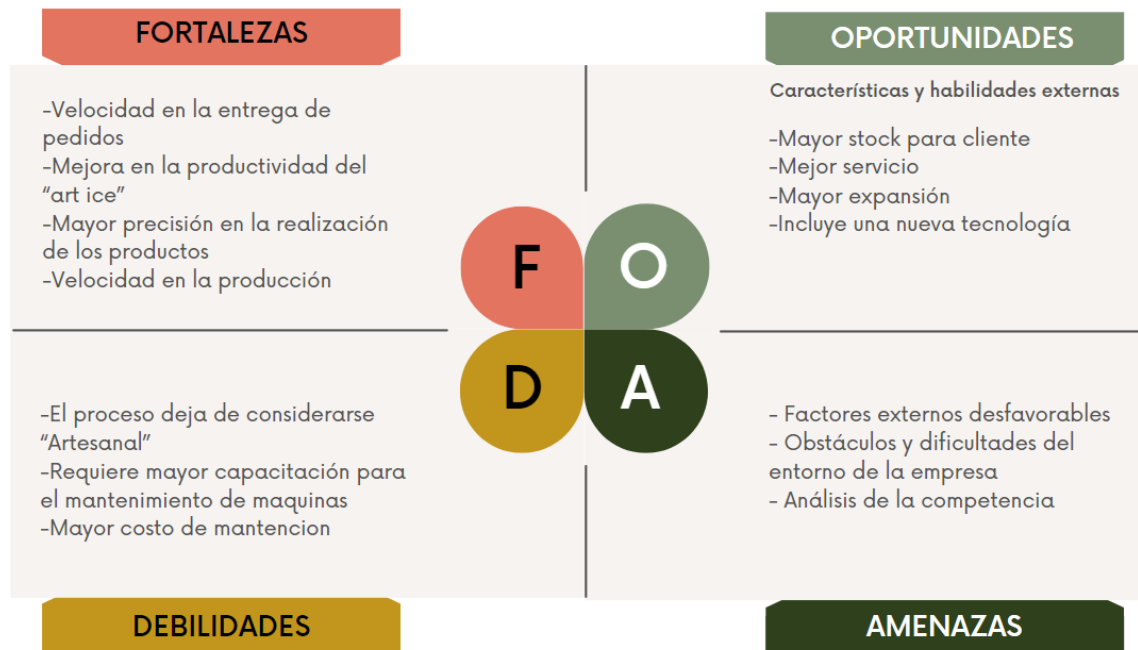 FORTALEZAS
-Velocidad en la entrega de
pedidos
-Mejora en la productividad del
“art ice”
-Mayor precisión en la realización
de los productos
-Velocidad en la producción
OPORTUNIDADES
Características y habilidades externas
-Mayor stock para cliente
-Mejor servicio
-Mayor expansión
-Incluye una nueva tecnología
F
O
D
A
-El proceso deja de considerarse
“Artesanal”
-Requiere mayor capacitación para
el mantenimiento de maquinas
-Mayor costo de mantencion
DEBILIDADES
- Factores externos desfavorables
- Obstáculos y dificultades del
entorno de la empresa
- Análisis de la competencia
AMENAZAS